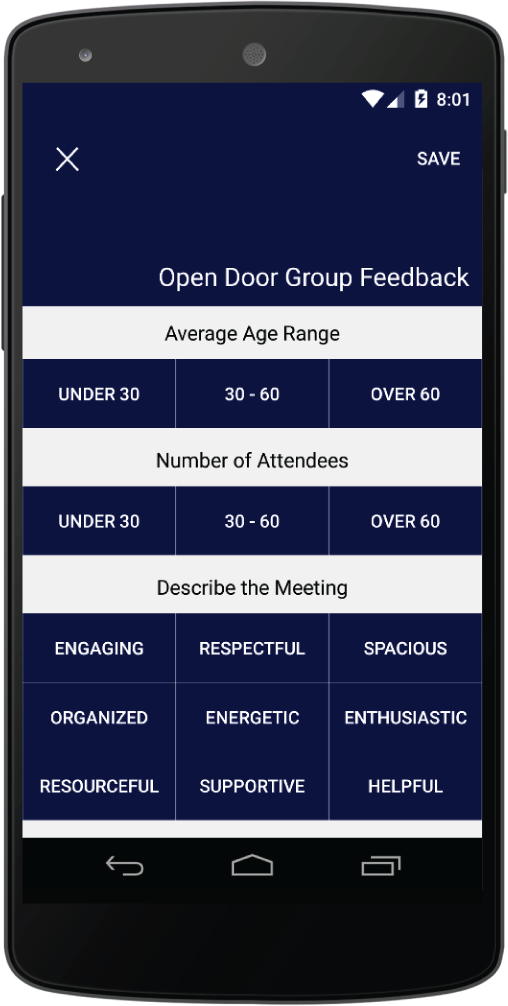 8:01
SAVE
Open Door Group Feedback
Average Age Range
UNDER 30 30 - 60 OVER 60
Number of Attendees
UNDER 30 30 - 60 OVER 60
Describe the Meeting
ENGAGING RESPECTFUL SPACIOUS
ORGANIZED ENERGETIC ENTHUSIASTIC
RESOURCEFUL SUPPORTIVE HELPFUL